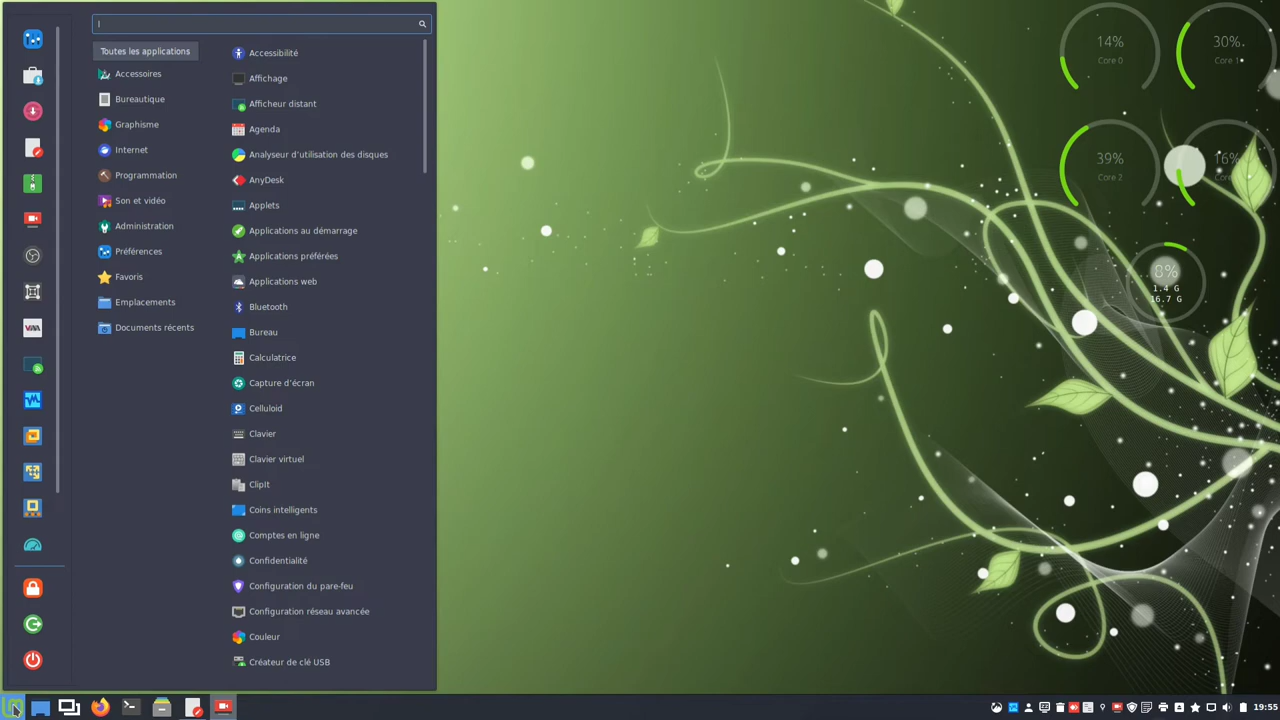 Toutes les applications
Accessoires
Bureautique
Graphisme
Internet
Programmation
Son et vidéo
Administration
Préférences
Favoris
Emplacements
Documents récents
Accessibilité
Affichage
Afficheur distant
Agenda
Analyseur d'utilisation des disques
AnyDesk
Applets
Applications au démarrage
Applications préférées
Applications web
Bluetooth
Bureau
Calculatrice
Capture d'écran
Celluloid
Clavier
Clavier virtuel
ClipIt
Coins intelligents
Comptes en ligne
Confidentialité
Configuration du pare-feu
Configuration réseau avancée
Couleur
Créateur de clé USB
14%
Core 0
30%
Core 1
39%
Core 2
16%
8%
1.4 G
16.7 G
19:55